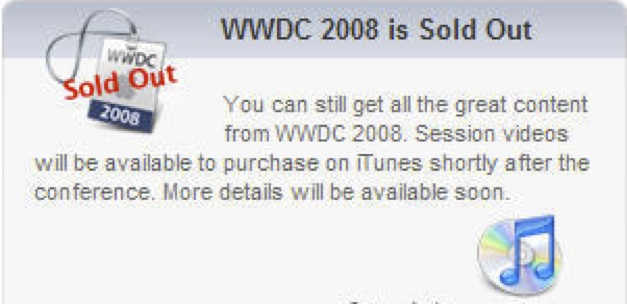 WWDC 2008 is Sold Out
WWDC
Sold Out
2008
You can still get all the great content
from WWDC 2008. Session videos
will be available to purchase on iTunes shortly after the
conference. More details will be available soon.